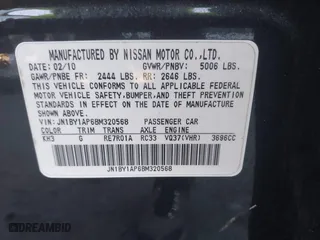 MANUFACTURED BY NISSAN MOTOR CO.,LTD.
DATE: 02/10 GVWR/PNBV: 5006 LBS.
GAWR/PNBE FR: 2444 LBS. RR: 2646 LBS.
THIS VEHICLE CONFORMS TO ALL APPLICABLE
FEDERAL MOTOR VEHICLE SAFETY,
BUMPER, AND THEFT PREVENTION STANDARDS
IN EFFECT ON THE DATE OF
MANUFACTURE SHOWN ABOVE.
VIN: JN1BY1AP6BM320568 PASSENGER CAR
COLOR TRIM TRANS AXLE ENGINE
KH3 G RE7R01A RC33 VQ37(VHR) 3696CC
JN1BY1AP6BM320568
DREAMBID